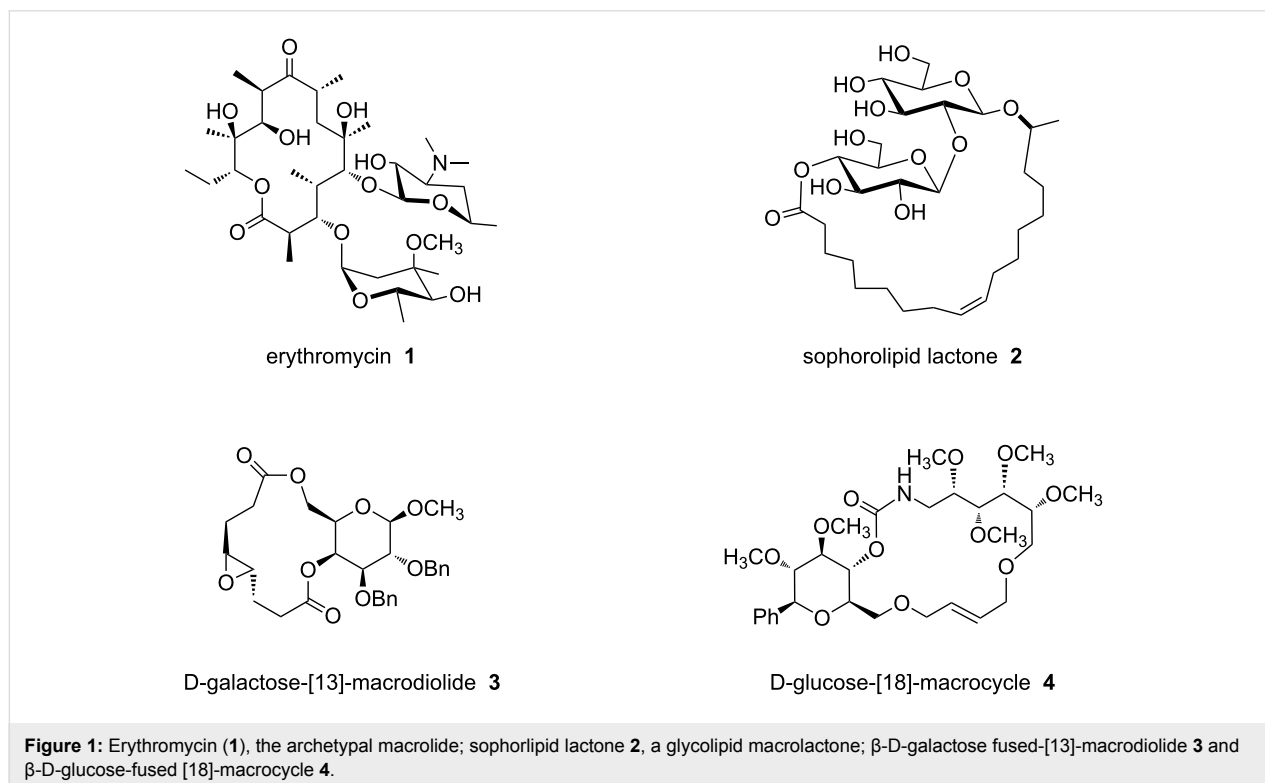 O
HO
OH
OH
HO
N
O
O
O
O
O
OCH3
O
OH
erythromycin 1
HO
HO
HO
O
O
HO
O
O
O
HO
OH
O
sophorolipid lactone 2
O
O
O
OCH3
O
O
OBn
OBn
O
D-galactose-[13]-macrodiolide 3
H3CO
OCH3
H
N
O
OCH3
OCH3
O
OCH3
H3CO
O
Ph
O
O
D-glucose-[18]-macrocycle 4
Figure 1: Erythromycin (1), the archetypal macrolide; sophorlipid lactone 2, a glycolipid macrolactone; β-D-galactose fused-[13]-macrodiolide 3 and
β-D-glucose-fused [18]-macrocycle 4.